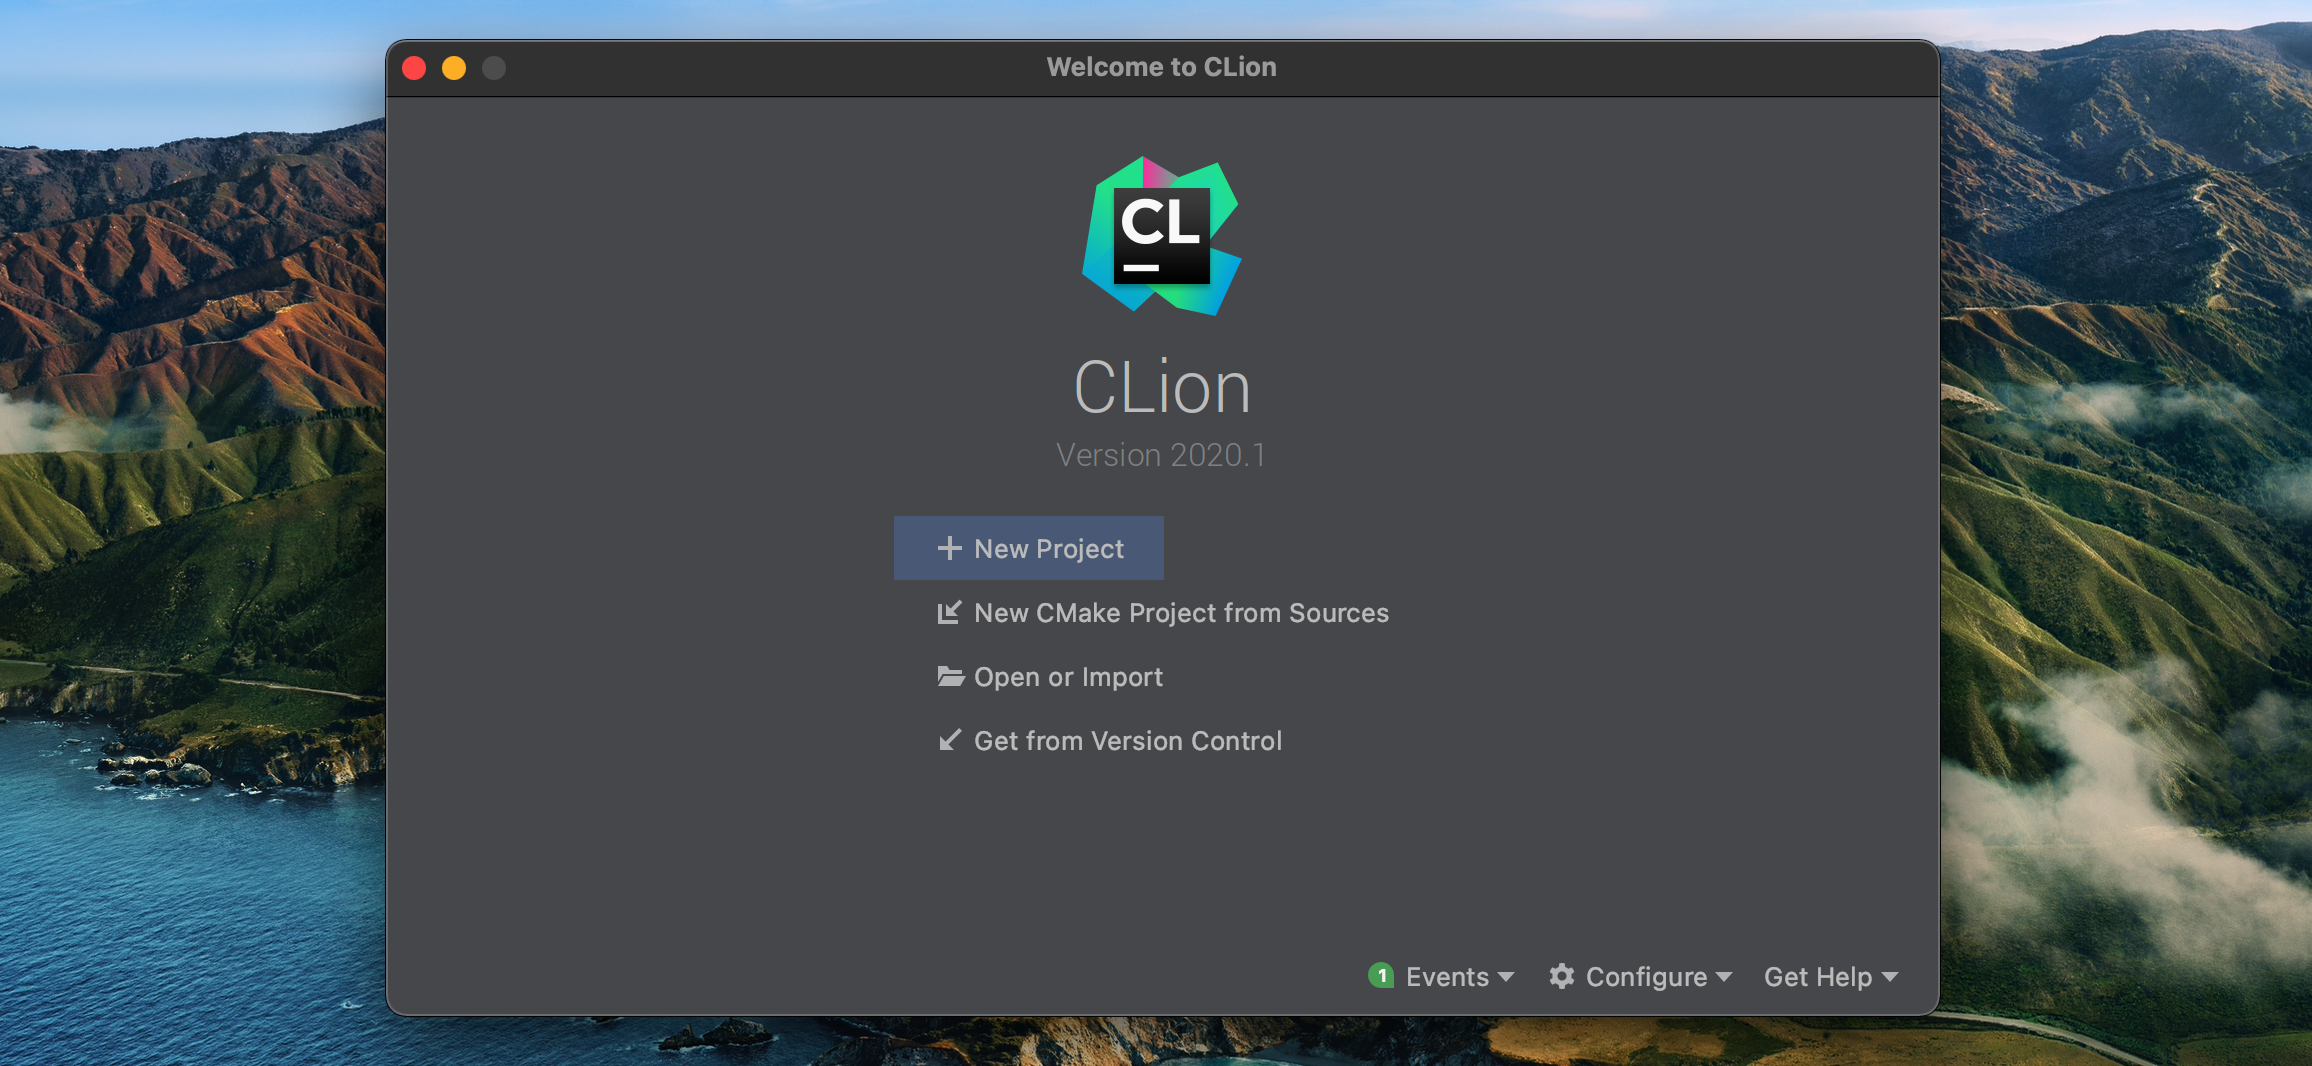 Welcome to CLion
CL
CLion
Version 2020.1
New Project
New CMake Project from Sources
Open or Import
Get from Version Control
1 Events Configure Get Help